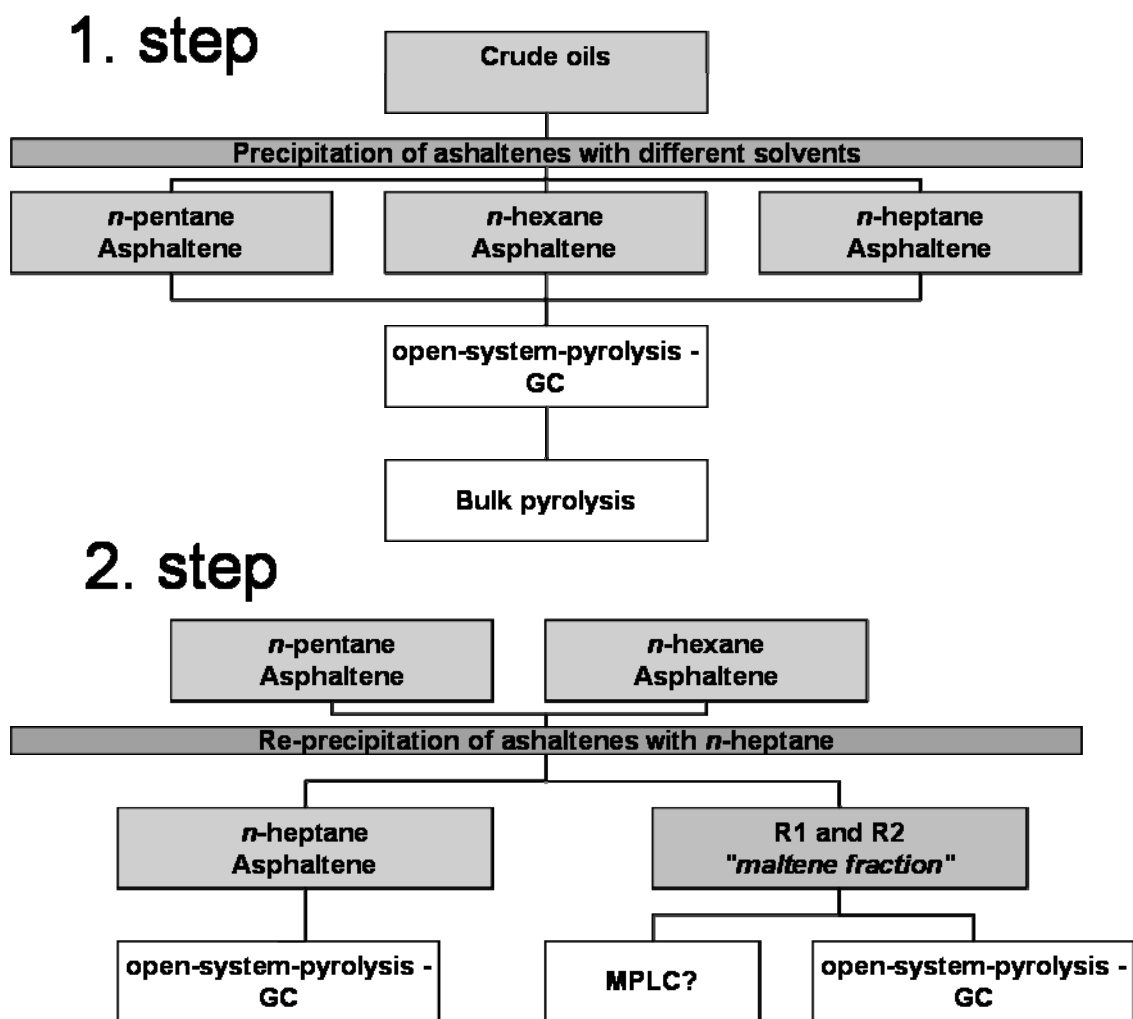 1. step
Crude oils
Precipitation of ashaltenes with different solvents
n-pentane
Asphaltene
n-hexane
Asphaltene
n-heptane
Asphaltene
open-system-pyrolysis -
GC
Bulk pyrolysis
2. step
n-pentane
Asphaltene
n-hexane
Asphaltene
Re-precipitation of ashaltenes with n-heptane
n-heptane
Asphaltene
R1 and R2
"maltene fraction"
open-system-pyrolysis -
GC
MPLC?
open-system-pyrolysis -
GC